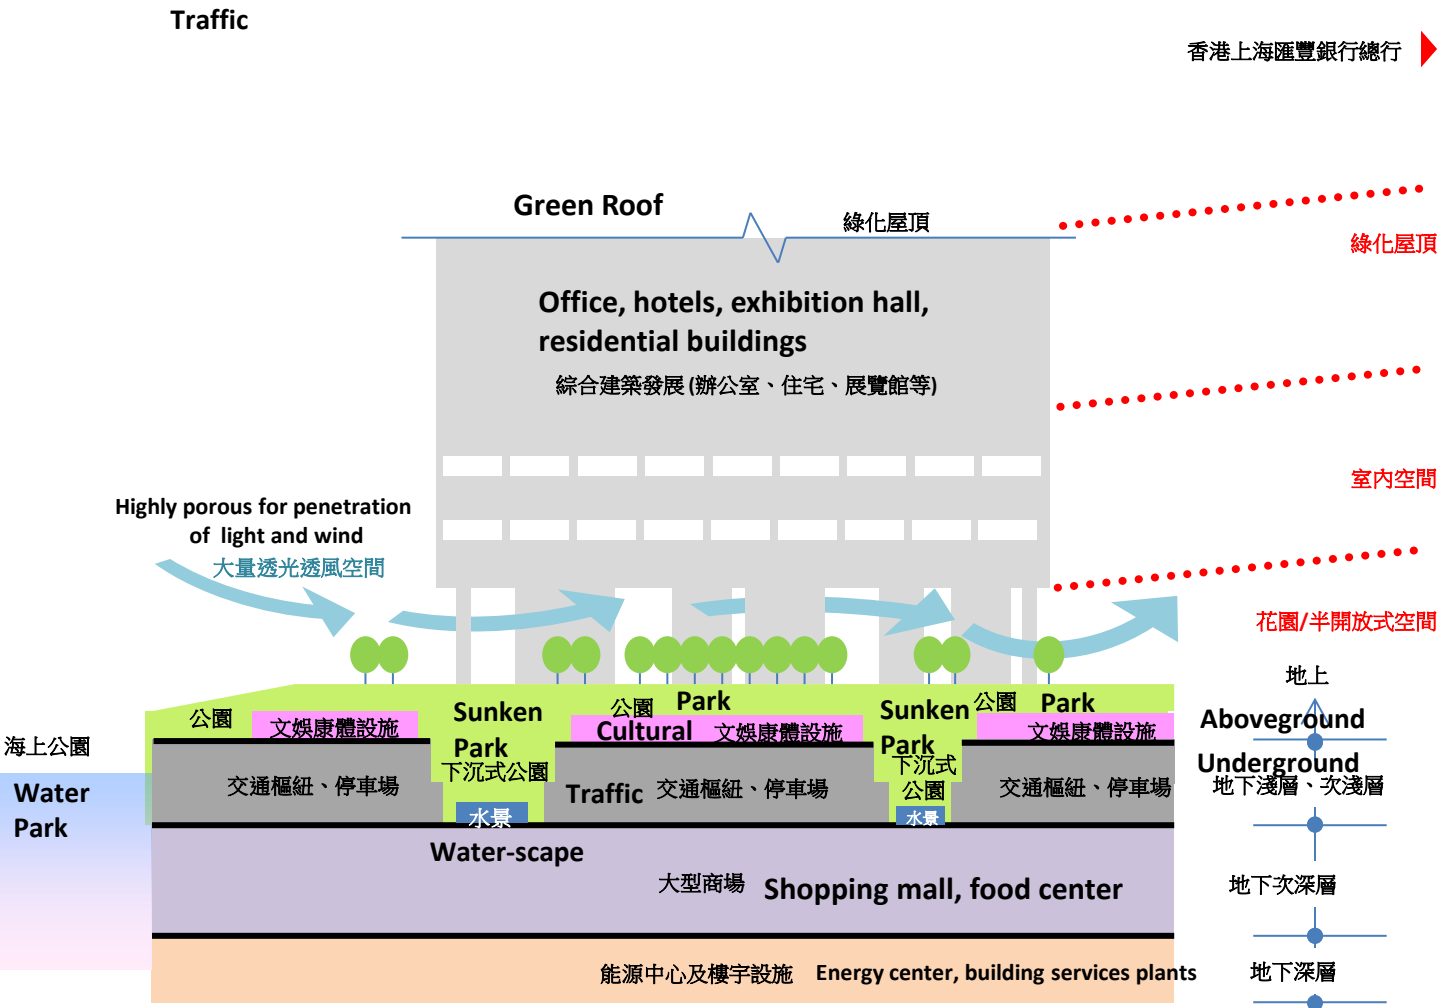 Traffic
香港上海匯豐銀行總行
Green Roof
綠化屋頂
綠化屋頂
Office, hotels, exhibition hall,
residential buildings
綜合建築發展 (辦公室、住宅、展覽館等)
室內空間
Highly porous for penetration
of light and wind
大量透光透風空間
花園/半開放式空間
地上
公園
文娛康體設施
Sunken
Park
下沉式公園
公園
Park
Cultural
文娛康體設施
Sunken
Park
下沉式
公園
公園
Park
文娛康體設施
Aboveground
Underground
地下淺層、次淺層
海上公園
Water
Park
交通樞紐、停車場
Traffic
交通樞紐、停車場
交通樞紐、停車場
水景
水景
Water-scape
大型商場
Shopping mall, food center
地下次深層
能源中心及樓宇設施
Energy center, building services plants
地下深層